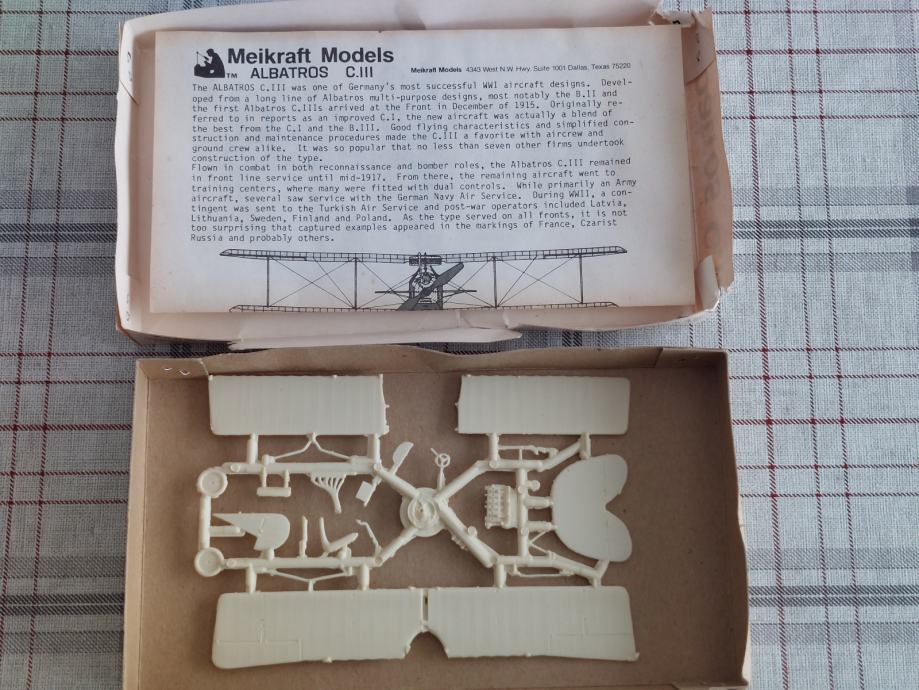 Meikraft Models
TM ALBATROS C.III Meikraft Models 4343 West N.W. Hwy. Suite 1001 Dallas, Texas 75220
The ALBATROS C.III was one of Germany's most successful WWI aircraft designs. Devel-
oped from a long line of Albatros multi-purpose designs, most notably the B.II and
the first Albatros C.IIIs arrived at the Front in December of 1915. Originally re-
ferred to in reports as an improved C.I, the new aircraft was actually a blend of
the best from the C.I and the B.III. Good flying characteristics and simplified con-
struction and maintenance procedures made the C.III a favorite with aircrew and
ground crew alike. It was so popular that no less than seven other firms undertook
construction of the type.
Flown in combat in both reconnaissance and bomber roles, the Albatros C.III remained
in front line service until mid-1917. From there, the remaining aircraft went to
training centers, where many were fitted with dual controls. While primarily an Army
aircraft, several saw service with the German Navy Air Service. During WWII, a con-
tingent was sent to the Turkish Air Service and post-war operators included Latvia,
Lithuania, Sweden, Finland and Poland. As the type served on all fronts, it is not
too surprising that captured examples appeared in the markings of France, Czarist
Russia and probably others.